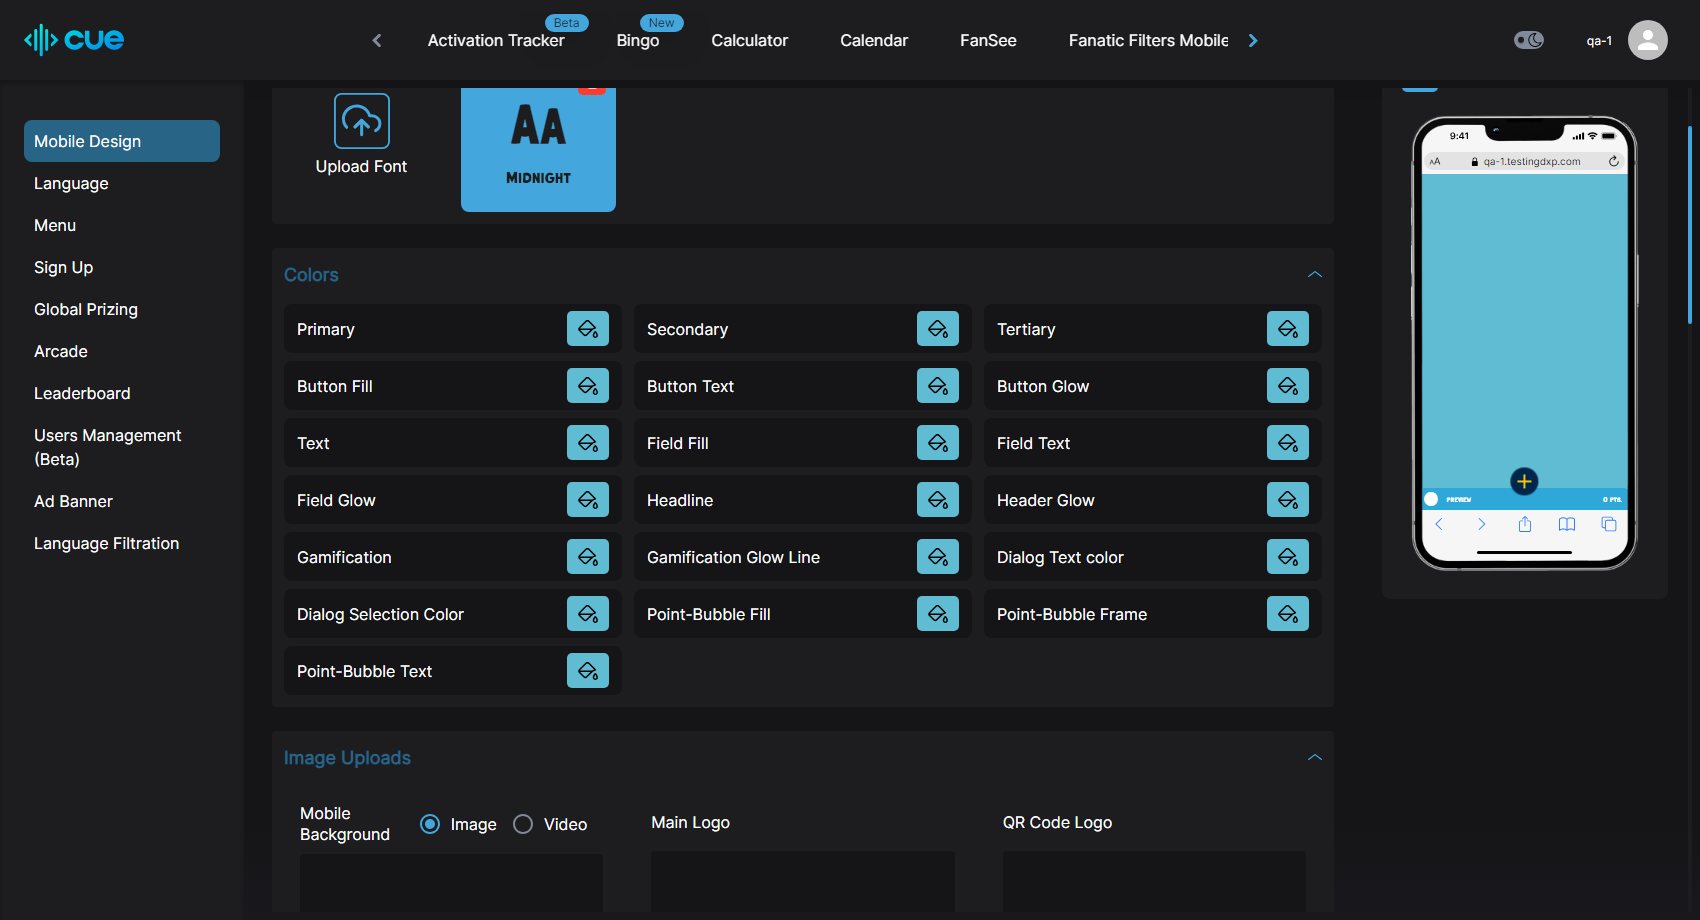 cue
Activation Tracker
Beta
Bingo
New
Calculator
Calendar
FanSee
Fanatic Filters Mobile
qa-1
Mobile Design
Language
Menu
Sign Up
Global Prizing
Arcade
Leaderboard
Users Management
(Beta)
Ad Banner
Language Filtration
Upload Font
AA
MIDNIGHT
Colors
Primary
Secondary
Tertiary
Button Fill
Button Text
Button Glow
Text
Field Fill
Field Text
Field Glow
Headline
Header Glow
Gamification
Gamification Glow Line
Dialog Text color
Dialog Selection Color
Point-Bubble Fill
Point-Bubble Frame
Point-Bubble Text
Image Uploads
Mobile
Background
Image
Video
Main Logo
QR Code Logo
9:41
AA
qa-1.testingdxp.com
PREVIEW
0 PTS.